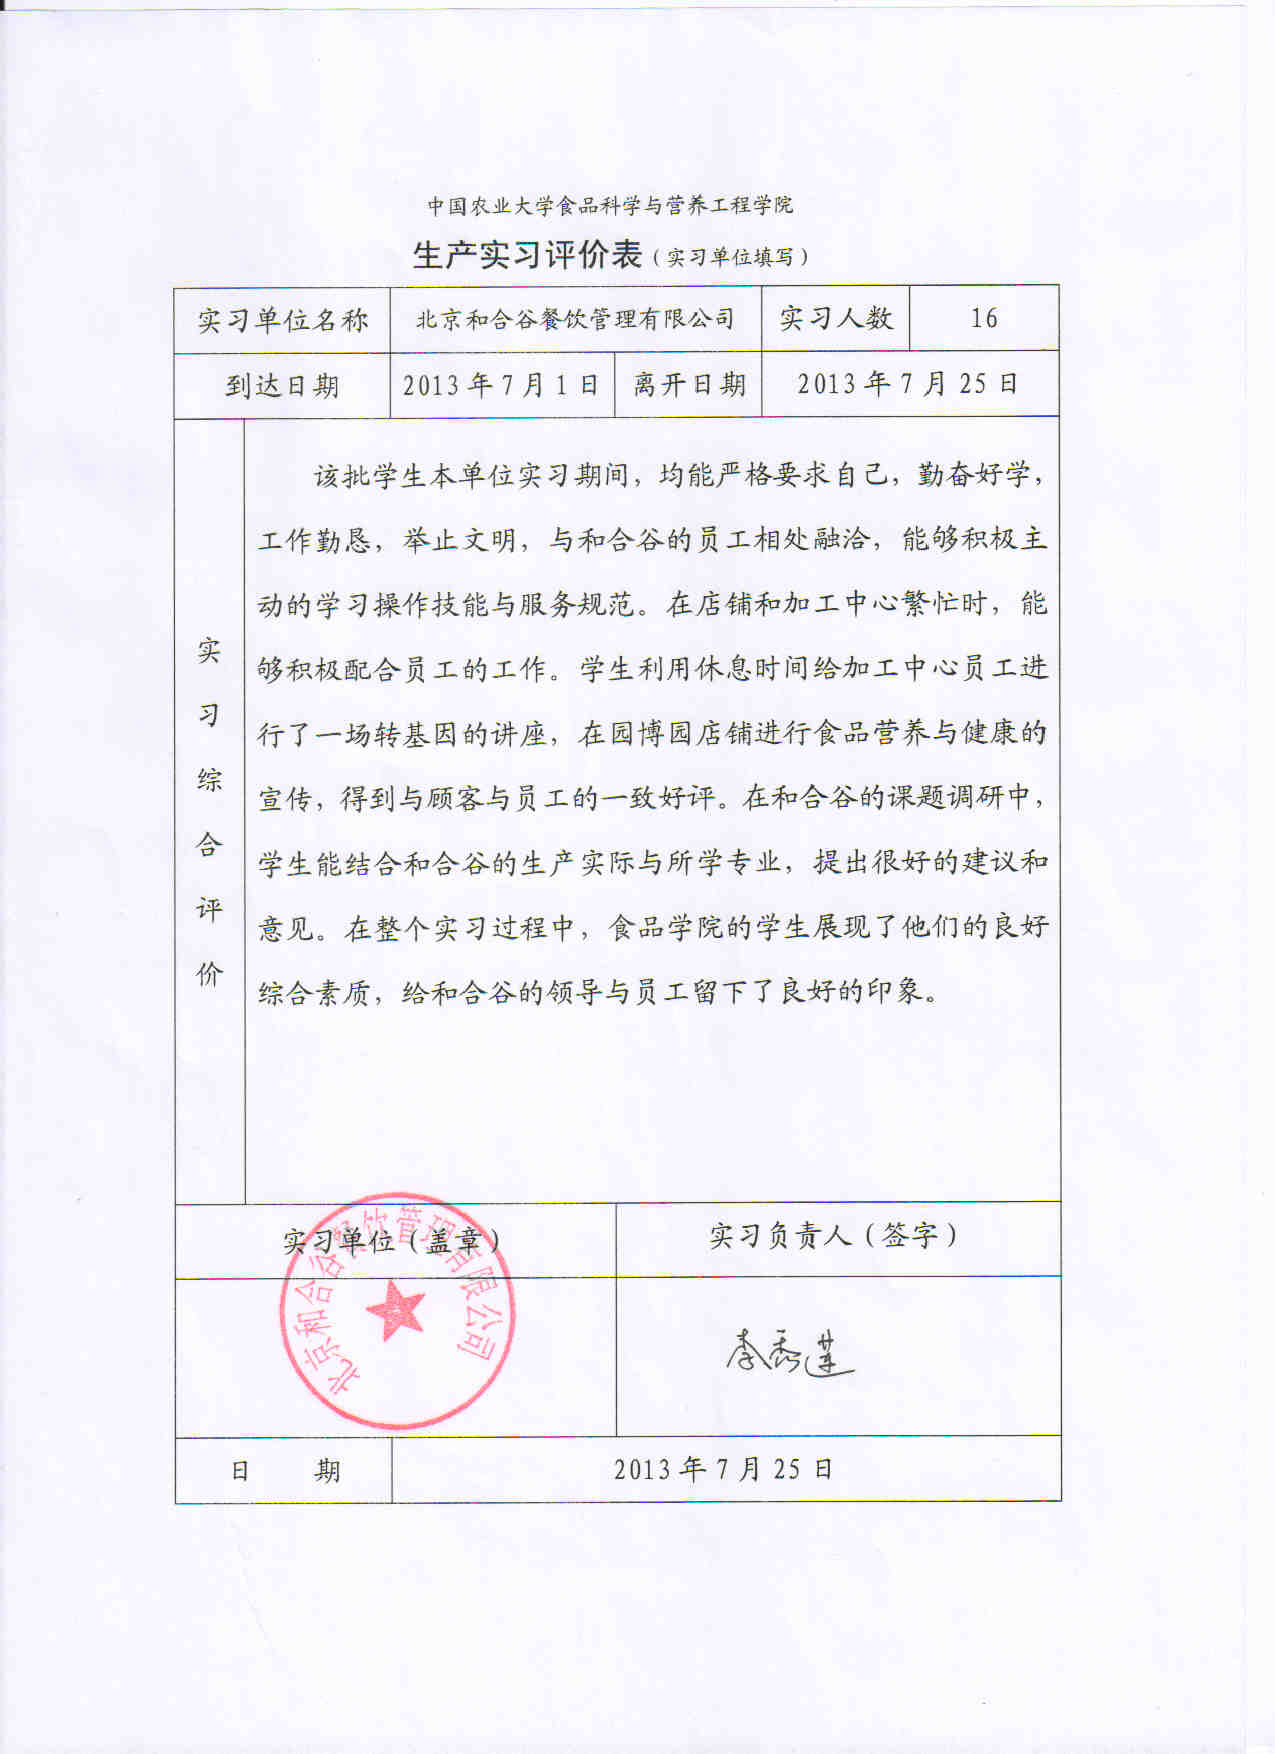 中国农业大学食品科学与营养工程学院
生产实习评价表（实习单位填写）
实习单位名称 北京和合谷餐饮管理有限公司 实习人数 16
到达日期 2013年7月1日 离开日期 2013年7月25日
实习综合评价
该批学生本单位实习期间，均能严格要求自己，勤奋好学，
工作勤恳，举止文明，与和合谷的员工相处融洽，能够积极主
动的学习操作技能与服务规范。在店铺和加工中心繁忙时，能
够积极配合员工的工作。学生利用休息时间给加工中心员工进
行了一场转基因的讲座，在园博园店铺进行食品营养与健康的
宣传，得到与顾客与员工的一致好评。在和合谷的课题调研中，
学生能结合和合谷的生产实际与所学专业，提出很好的建议和
意见。在整个实习过程中，食品学院的学生展现了他们的良好
综合素质，给和合谷的领导与员工留下了良好的印象。
实习单位（盖章） 实习负责人（签字）
北京和合谷餐饮管理有限公司
李秀莲
日期 2013年7月25日